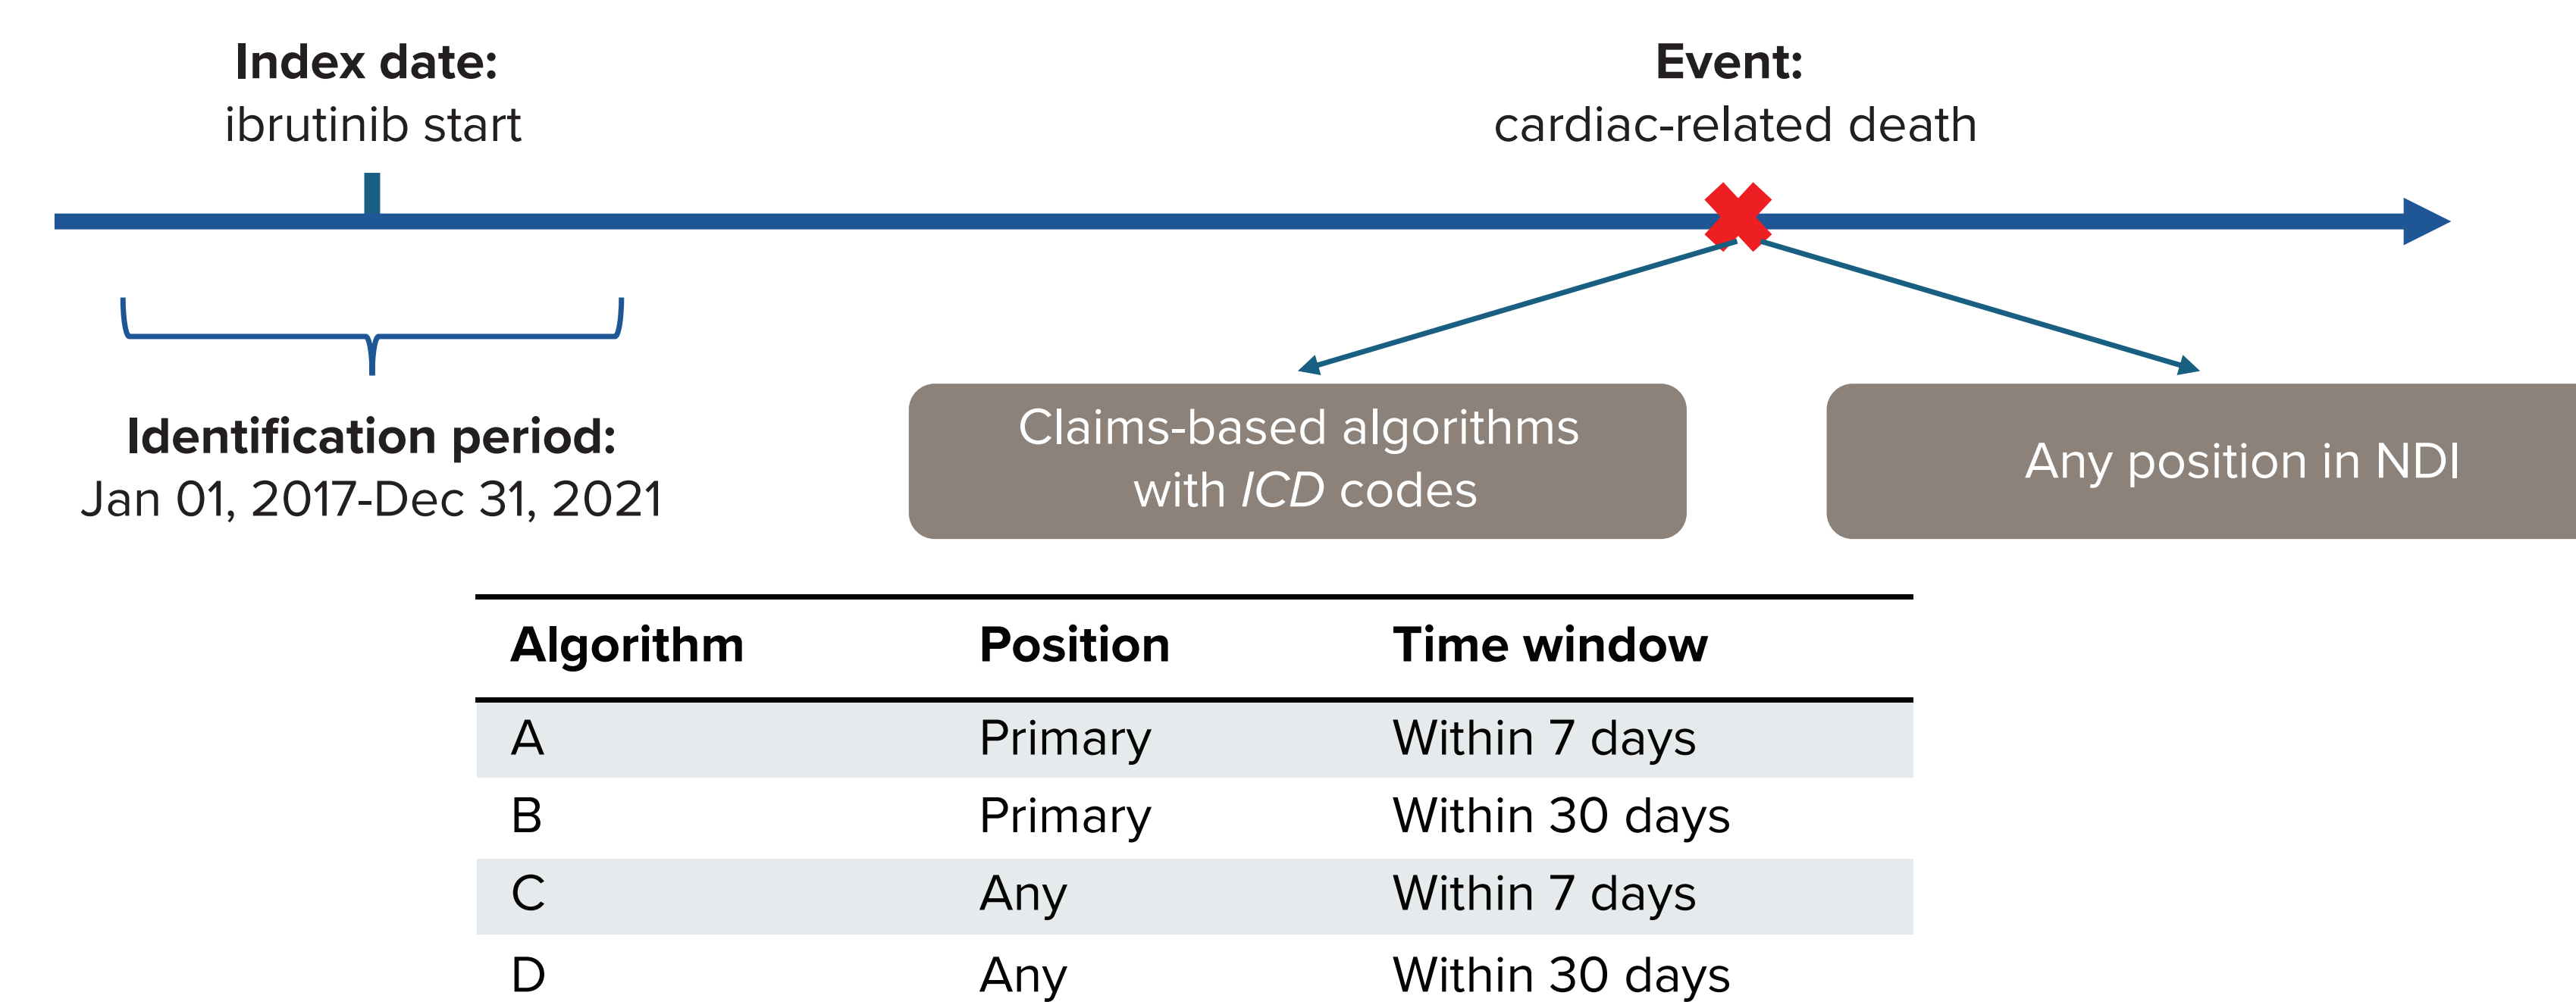 Index date:
ibrutinib start
Event:
cardiac-related death
Identification period:
Jan 01, 2017-Dec 31, 2021
Claims-based algorithms
with ICD codes
Any position in NDI
Algorithm Position Time window
A Primary Within 7 days
B Primary Within 30 days
C Any Within 7 days
D Any Within 30 days